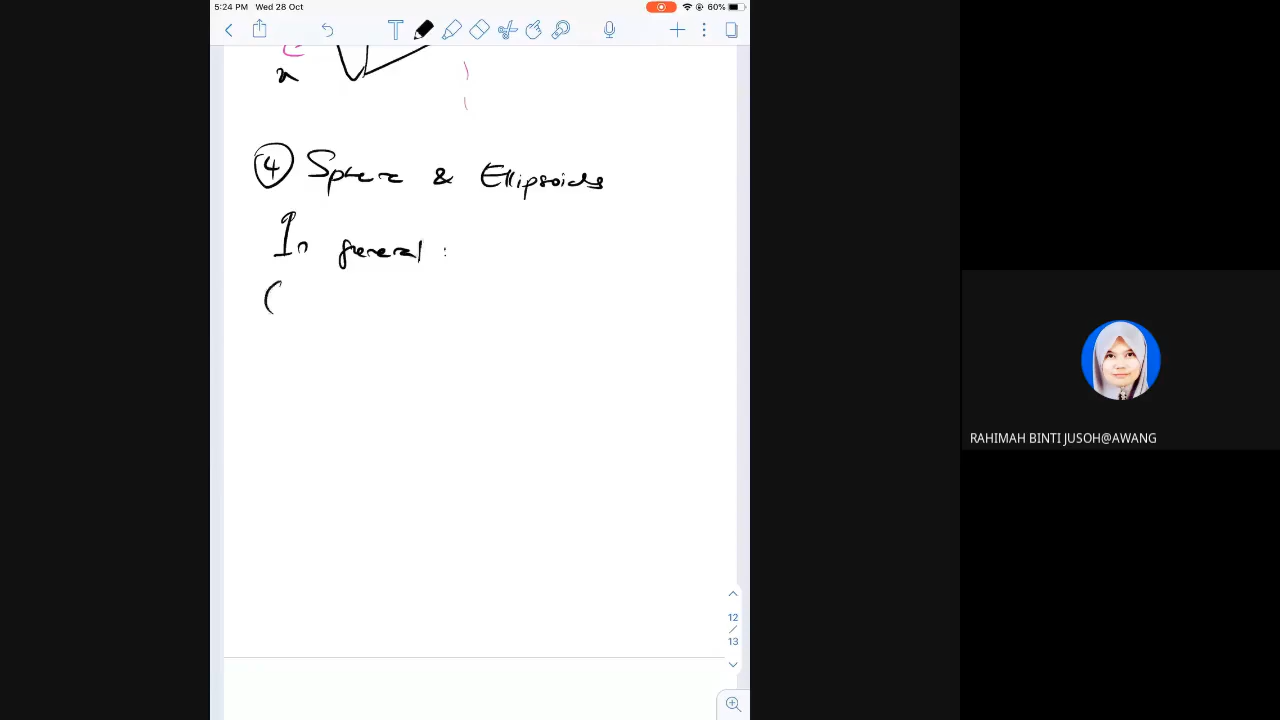 5:24 PM Wed 28 Oct
60%
T
x
④ Sphere & Ellipsoids
In general :
(
RAHIMAH BINTI JUSOH@AWANG
12
/
13